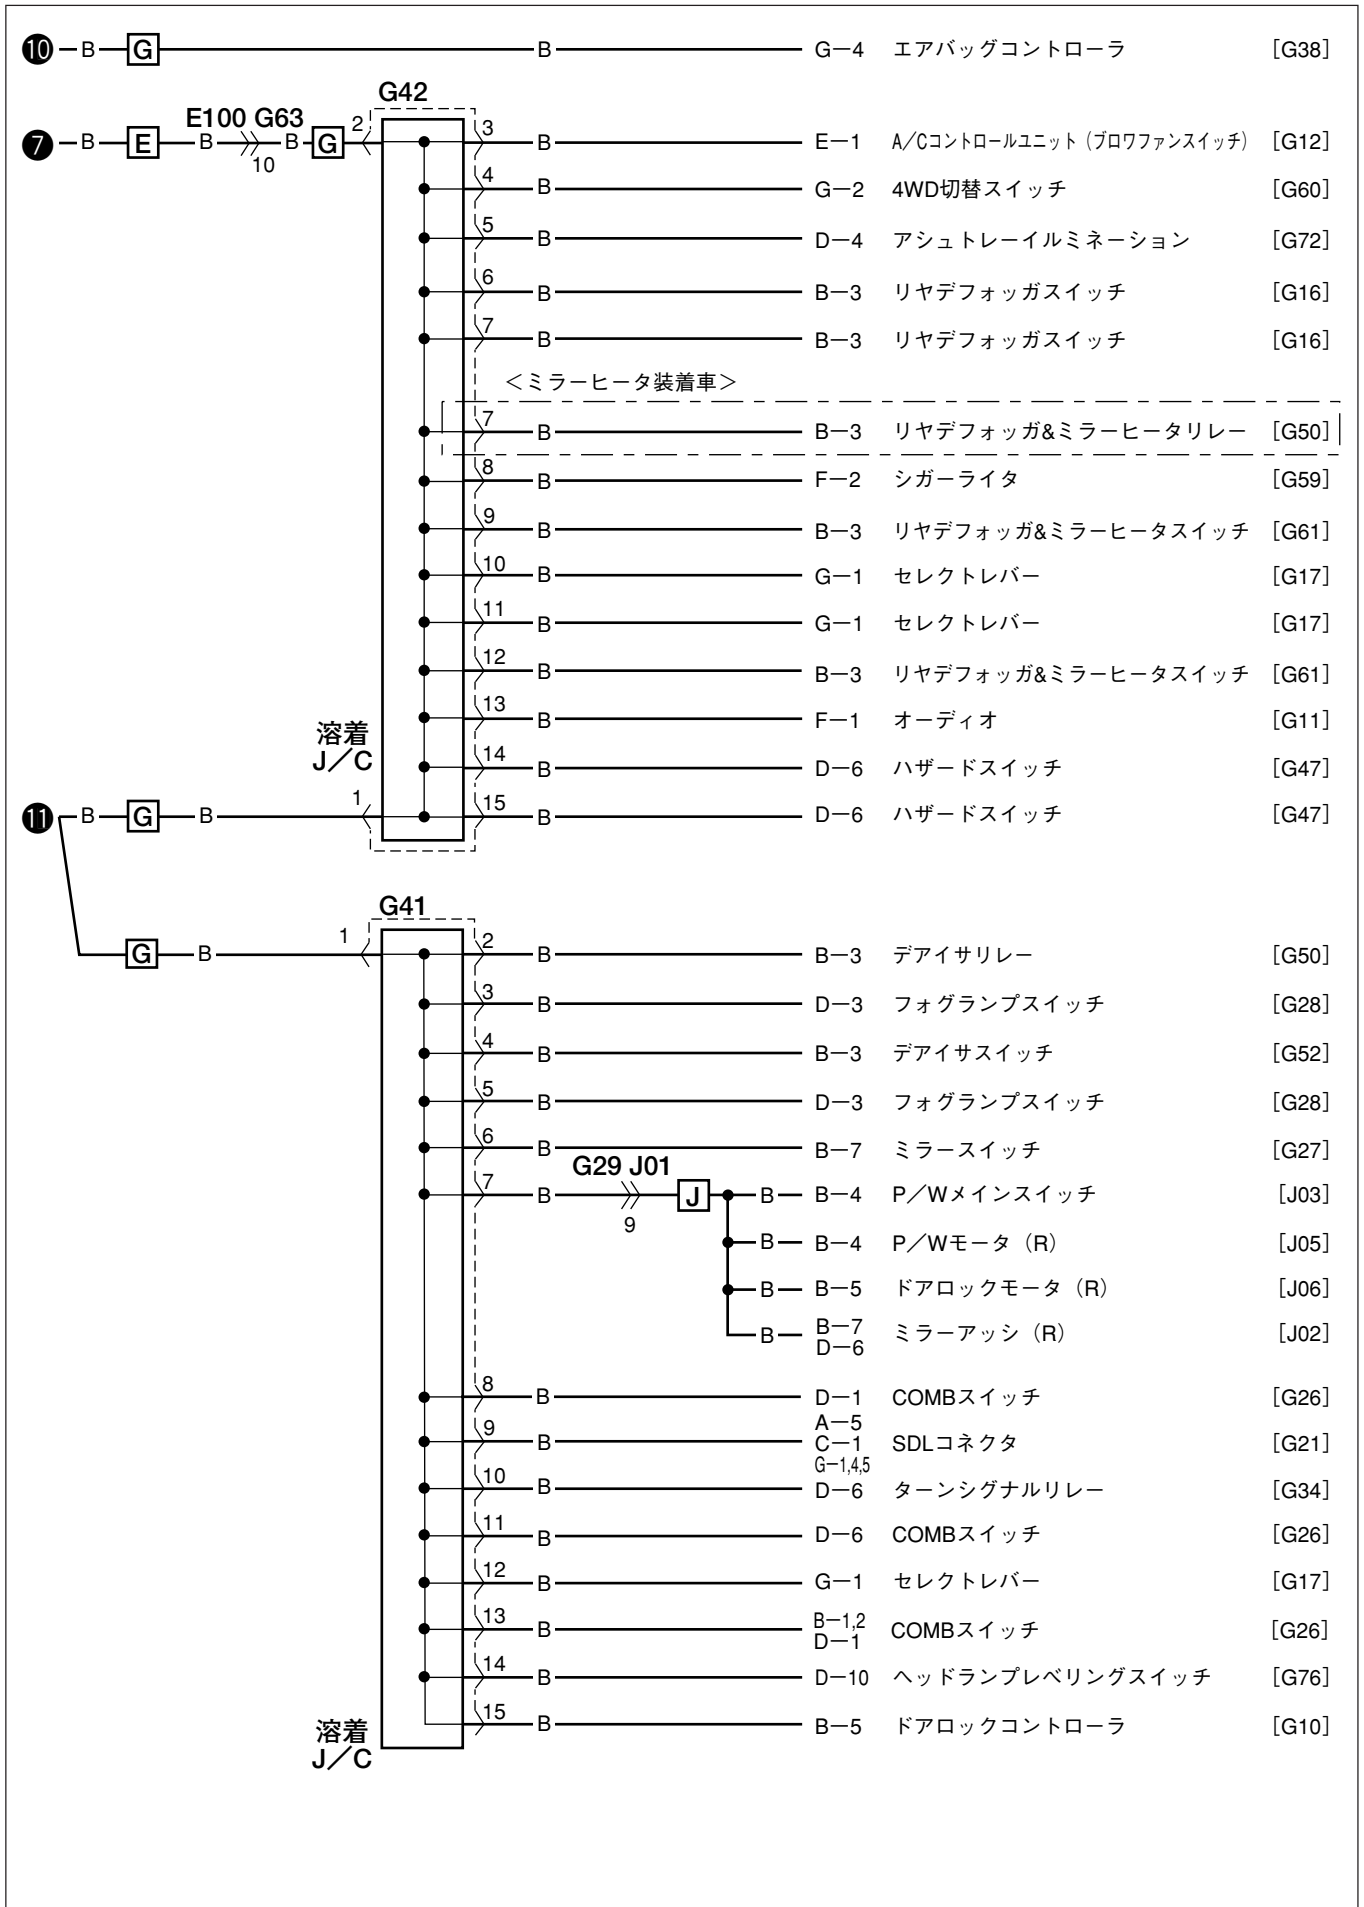 10 B G B G－4 エアバッグコントローラ [G38]
G42
7 B E B E100 G63 10 B G 2 3 B E－1 A／Cコントロールユニット（ブロワファンスイッチ） [G12]
4 B G－2 4WD切替スイッチ [G60]
5 B D－4 アシュトレーイルミネーション [G72]
6 B B－3 リヤデフォッガスイッチ [G16]
7 B B－3 リヤデフォッガスイッチ [G16]
＜ミラーヒータ装着車＞
7 B B－3 リヤデフォッガ&ミラーヒータリレー [G50]
8 B F－2 シガーライタ [G59]
9 B B－3 リヤデフォッガ&ミラーヒータスイッチ [G61]
10 B G－1 セレクトレバー [G17]
11 B G－1 セレクトレバー [G17]
12 B B－3 リヤデフォッガ&ミラーヒータスイッチ [G61]
13 B F－1 オーディオ [G11]
溶着
J／C
14 B D－6 ハザードスイッチ [G47]
11 B G B 1 15 B D－6 ハザードスイッチ [G47]
G41
G B 1 2 B B－3 デアイサリレー [G50]
3 B D－3 フォグランプスイッチ [G28]
4 B B－3 デアイサスイッチ [G52]
5 B D－3 フォグランプスイッチ [G28]
6 B B－7 ミラースイッチ [G27]
7 B G29 J01 9 J B B－4 P／Wメインスイッチ [J03]
B B－4 P／Wモータ（R） [J05]
B B－5 ドアロックモータ（R） [J06]
B B－7 D－6 ミラーアッシ（R） [J02]
8 B D－1 COMBスイッチ [G26]
9 B A－5 C－1 G－1,4,5 SDLコネクタ [G21]
10 B D－6 ターンシグナルリレー [G34]
11 B D－6 COMBスイッチ [G26]
12 B G－1 セレクトレバー [G17]
13 B B－1,2 D－1 COMBスイッチ [G26]
14 B D－10 ヘッドランプレベリングスイッチ [G76]
15 B B－5 ドアロックコントローラ [G10]
溶着
J／C